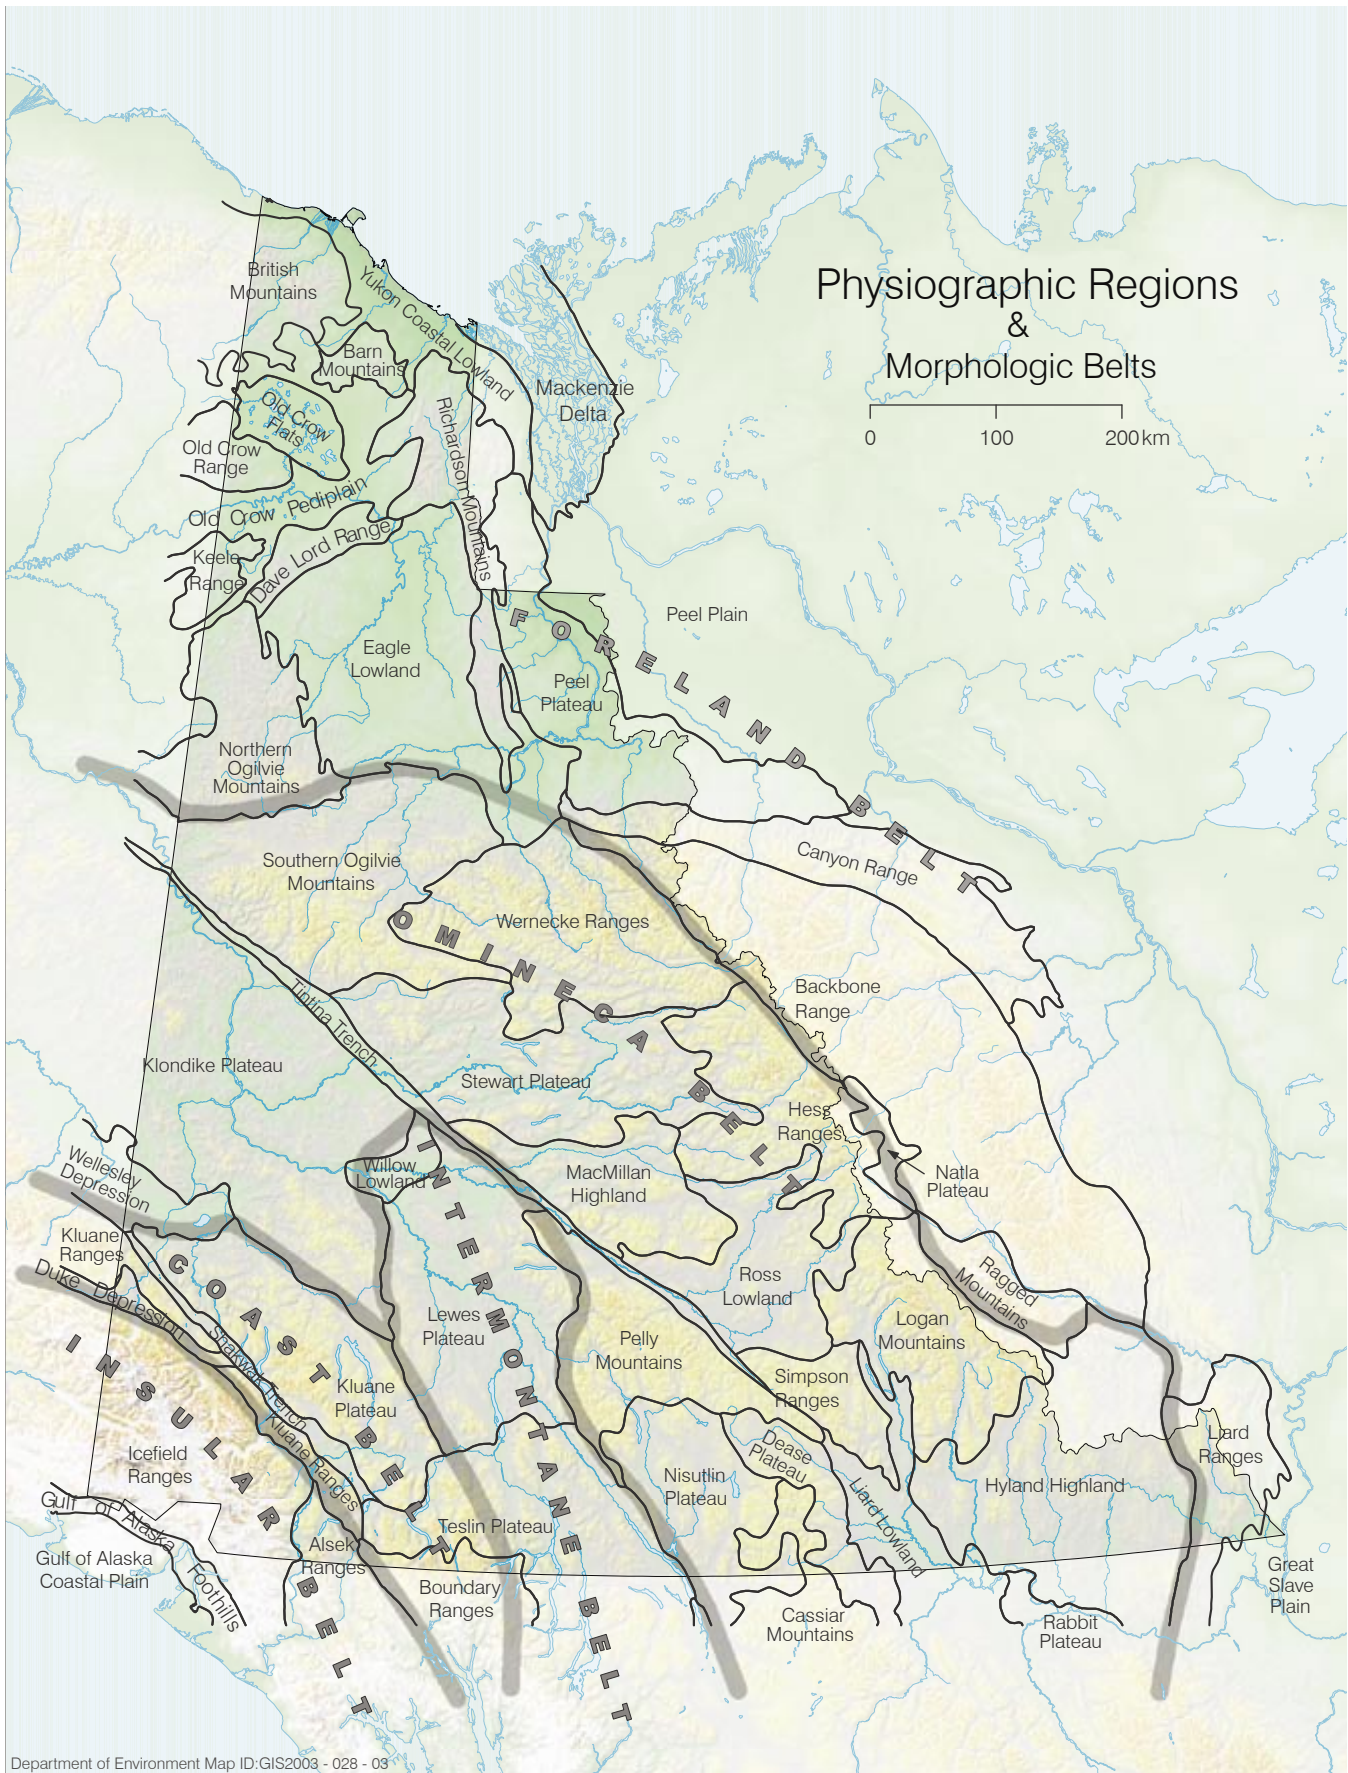 Physiographic Regions
&
Morphologic Belts
0 100 200 km
British
Mountains
Yukon Coastal Lowland
Barn
Mountains
Mackenzie
Delta
Old Crow
Flats
Richardson Mountains
Old Crow
Range
Old Crow Pediplain
Dave Lord Range
Keele
Range
Peel Plain
FORELAND BELT
Eagle
Lowland
Peel
Plateau
Northern
Ogilvie
Mountains
Canyon Range
Southern Ogilvie
Mountains
Wernecke Ranges
OMINECA BELT
Backbone
Range
Tintina Trench
Klondike Plateau
Stewart Plateau
Hess
Ranges
Willow
Lowland
MacMillan
Highland
Natla
Plateau
Wellesley
Depression
INTERMONTANE BELT
Kluane
Ranges
COAST BELT
Duke Depression
Ross
Lowland
Ragged
Mountains
Lewes
Plateau
Pelly
Mountains
Logan
Mountains
INSULAR BELT
Shakwak Trench
Kluane
Plateau
Simpson
Ranges
Kluane Ranges
Icefield
Ranges
Dease
Plateau
Liard
Ranges
Nisutlin
Plateau
Hyland Highland
Liard Lowland
Gulf of Alaska Foothills
Teslin Plateau
Alsek
Ranges
Gulf of Alaska
Coastal Plain
Boundary
Ranges
Great
Slave
Plain
Cassiar
Mountains
Rabbit
Plateau
Department of Environment Map ID:GIS2003 - 028 - 03